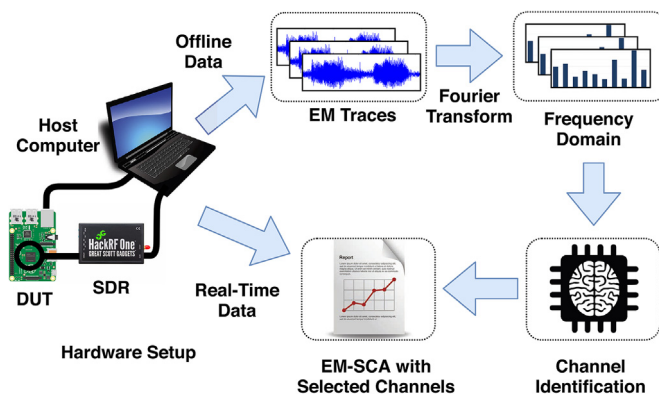 Offline
Data
EM Traces
Fourier
Transform
Frequency
Domain
Host
Computer
HackRF One
GREAT SCOTT GADGETS
DUT
SDR
Real-Time
Data
Report
Hardware Setup
EM-SCA with
Selected Channels
Channel
Identification